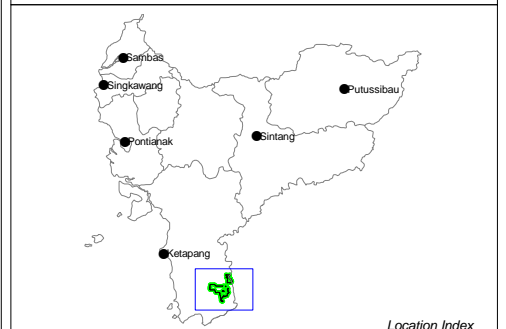 Sambas
Singkawang
Putussibau
Sintang
Pontianak
Ketapang
Location Index